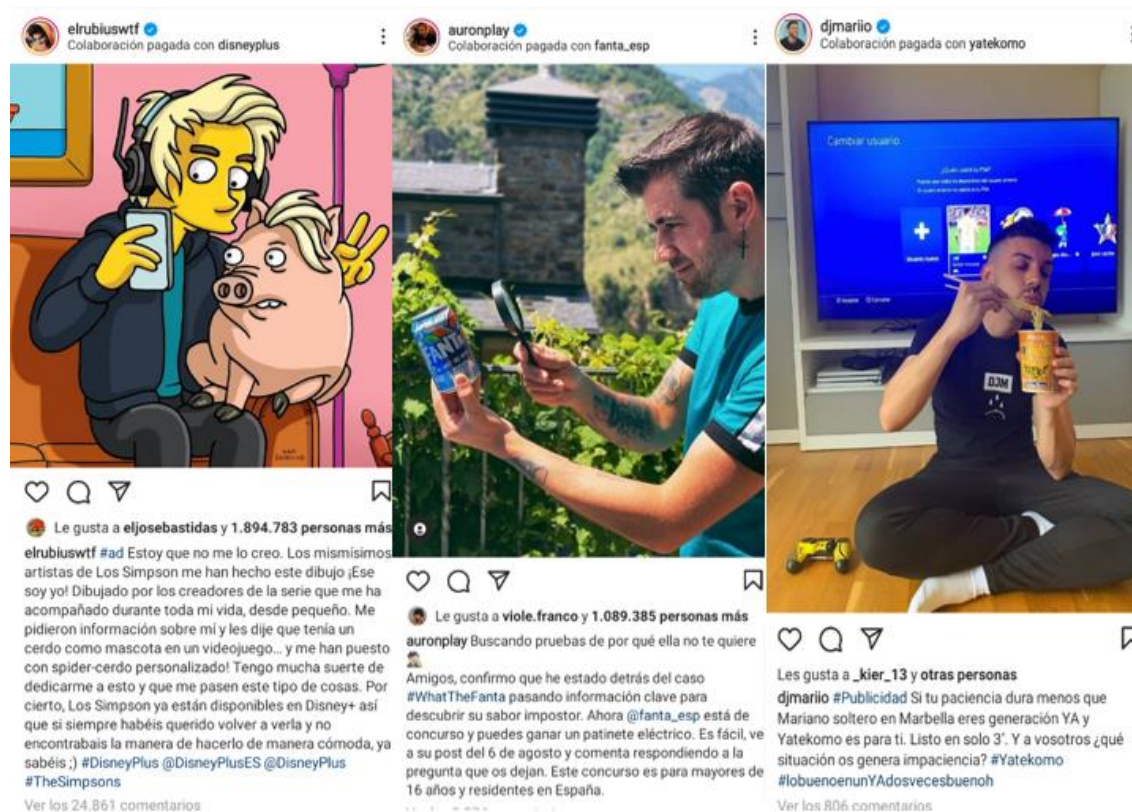 elrubiuswtf
Colaboración pagada con disneyplus
Le gusta a eljosebastidas y 1.894.783 personas más
elrubiuswtf #ad Estoy que no me lo creo. Los mismísimos
artistas de Los Simpson me han hecho este dibujo ¡Ese
soy yo! Dibujado por los creadores de la serie que me ha
acompañado durante toda mi vida, desde pequeño. Me
pidieron información sobre mí y les dije que tenía un
cerdo como mascota en un videojuego... y me han puesto
con spider-cerdo personalizado! Tengo mucha suerte de
dedicarme a esto y que me pasen este tipo de cosas. Por
cierto, Los Simpson ya están disponibles en Disney+ así
que si siempre habéis querido volver a verla y no
encontrabais la manera de hacerlo de manera cómoda, ya
sabéis ;) #DisneyPlus @DisneyPlusES @DisneyPlus
#TheSimpsons
Ver los 24.861 comentarios
auronplay
Colaboración pagada con fanta_esp
FANTA
Le gusta a viole.franco y 1.089.385 personas más
auronplay Buscando pruebas de por qué ella no te quiere
Amigos, confirmo que he estado detrás del caso
#WhatTheFanta pasando información clave para
descubrir su sabor impostor. Ahora @fanta_esp está de
concurso y puedes ganar un patinete eléctrico. Es fácil, ve
a su post del 6 de agosto y comenta respondiendo a la
pregunta que os dejan. Este concurso es para mayores de
16 años y residentes en España.
djmariio
Colaboración pagada con yatekomo
Cambiar usuario
Usuario nuevo
DJM
Les gusta a _kier_13 y otras personas
djmariio #Publicidad Si tu paciencia dura menos que
Mariano soltero en Marbella eres generación YA y
Yatekomo es para ti. Listo en solo 3'. Y a vosotros ¿qué
situación os genera impaciencia? #Yatekomo
#lobuenoenunYAdosvecesbuenoh
Ver los 806 comentarios